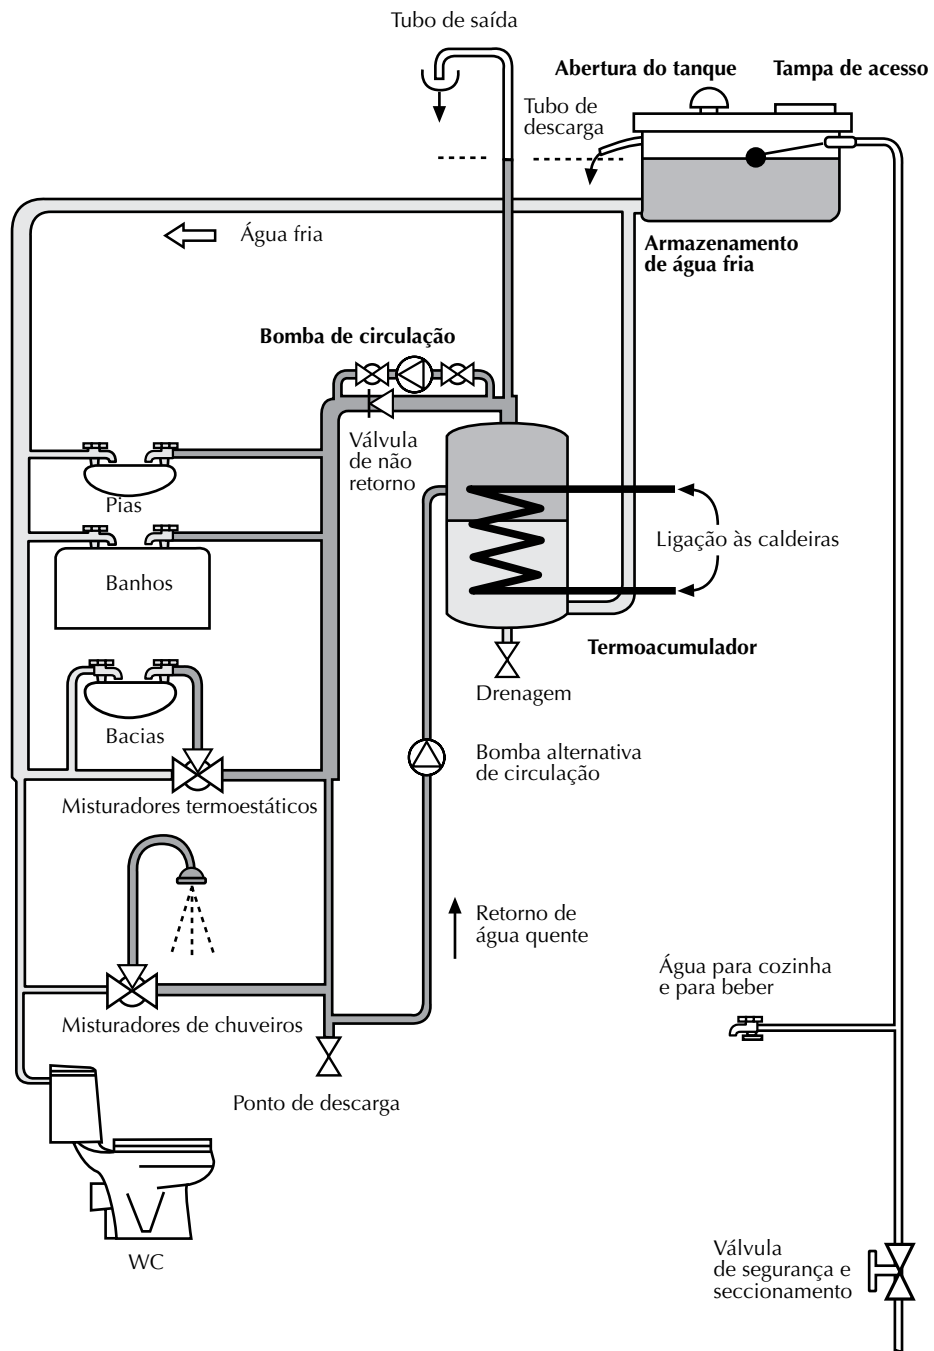 Tubo de saída
Abertura do tanque
Tampa de acesso
Tubo de
descarga
Água fria
Armazenamento
de água fria
Bomba de circulação
Válvula
de não
retorno
Pias
Ligação às caldeiras
Banhos
Termoacumulador
Drenagem
Bacias
Bomba alternativa
de circulação
Misturadores termoestáticos
Retorno de
água quente
Água para cozinha
e para beber
Misturadores de chuveiros
Ponto de descarga
Válvula
de segurança e
seccionamento
WC